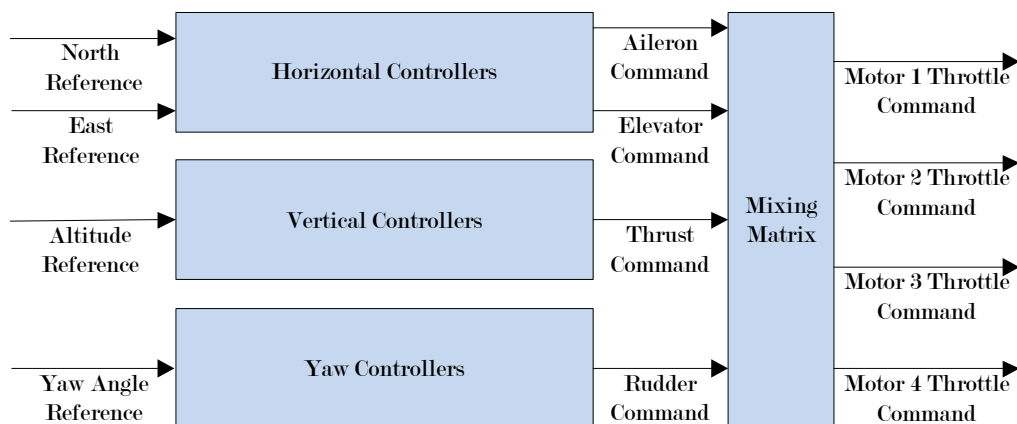 North
Reference
East
Reference
Altitude
Reference
Yaw Angle
Reference
Horizontal Controllers
Vertical Controllers
Yaw Controllers
Aileron
Command
Elevator
Command
Thrust
Command
Rudder
Command
Mixing
Matrix
Motor 1 Throttle
Command
Motor 2 Throttle
Command
Motor 3 Throttle
Command
Motor 4 Throttle
Command